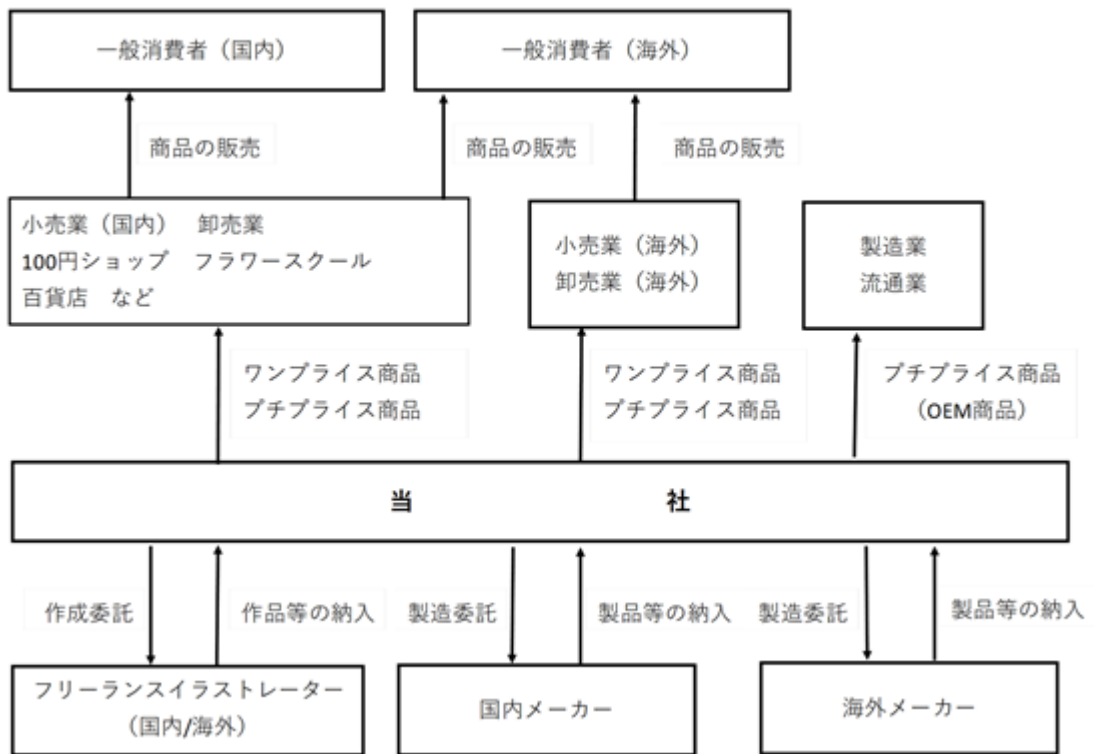 一般消費者（国内）
一般消費者（海外）
商品の販売
商品の販売
商品の販売
小売業（国内）　卸売業
100円ショップ　フラワースクール
百貨店　など
小売業（海外）
卸売業（海外）
製造業
流通業
ワンプライス商品
プチプライス商品
ワンプライス商品
プチプライス商品
プチプライス商品
（OEM商品）
当　社
作成委託
作品等の納入
製造委託
製品等の納入
製造委託
製品等の納入
フリーランスイラストレーター
（国内/海外）
国内メーカー
海外メーカー